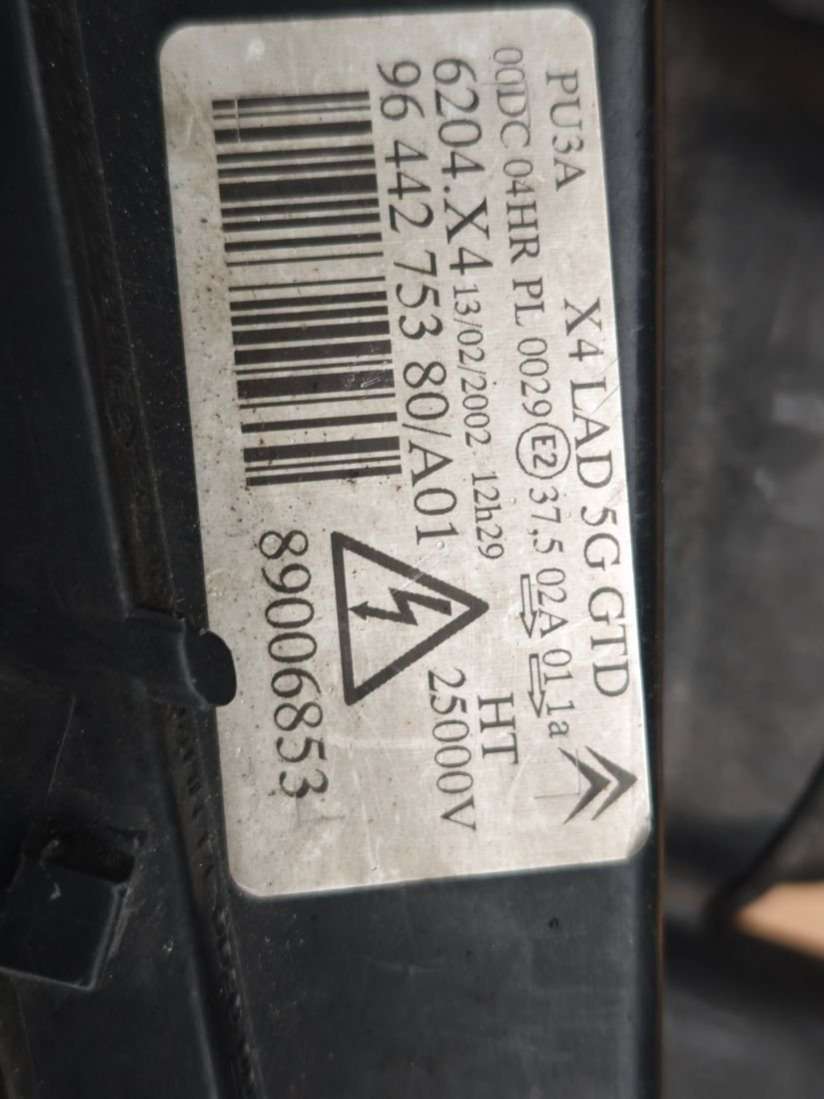 X4 LAD 5G GTD
PU3A
00DC 04HR PL 0029 E2 37,5 02A 01 1a
6204.X4 13/02/2002 12h29
HT
96 442 753 80/A01
25000V
89006853